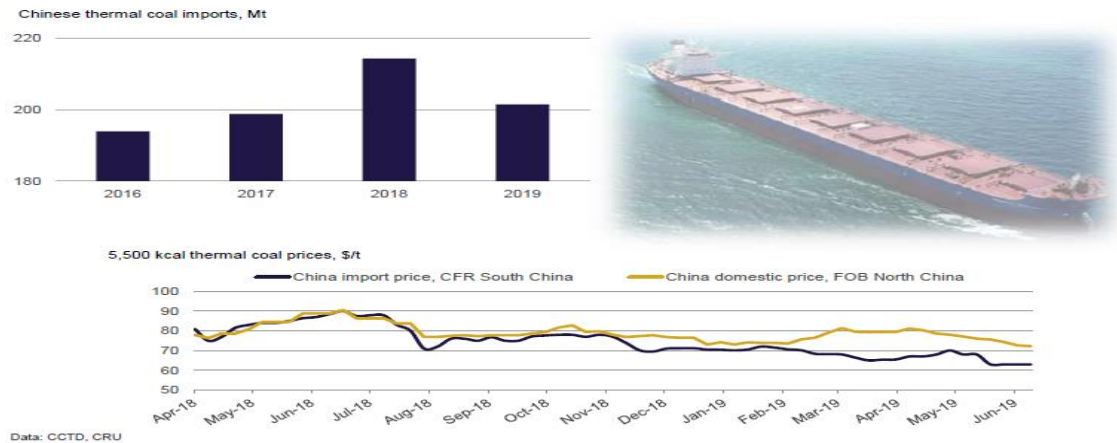 Chinese thermal coal imports, Mt
220
200
180
2016 2017 2018 2019
5,500 kcal thermal coal prices, $/t
China import price, CFR South China China domestic price, FOB North China
100
90
80
70
60
50
Apr-18 May-18 Jun-18 Jul-18 Aug-18 Sep-18 Oct-18 Nov-18 Dec-18 Jan-19 Feb-19 Mar-19 Apr-19 May-19 Jun-19
Data: CCTD, CRU